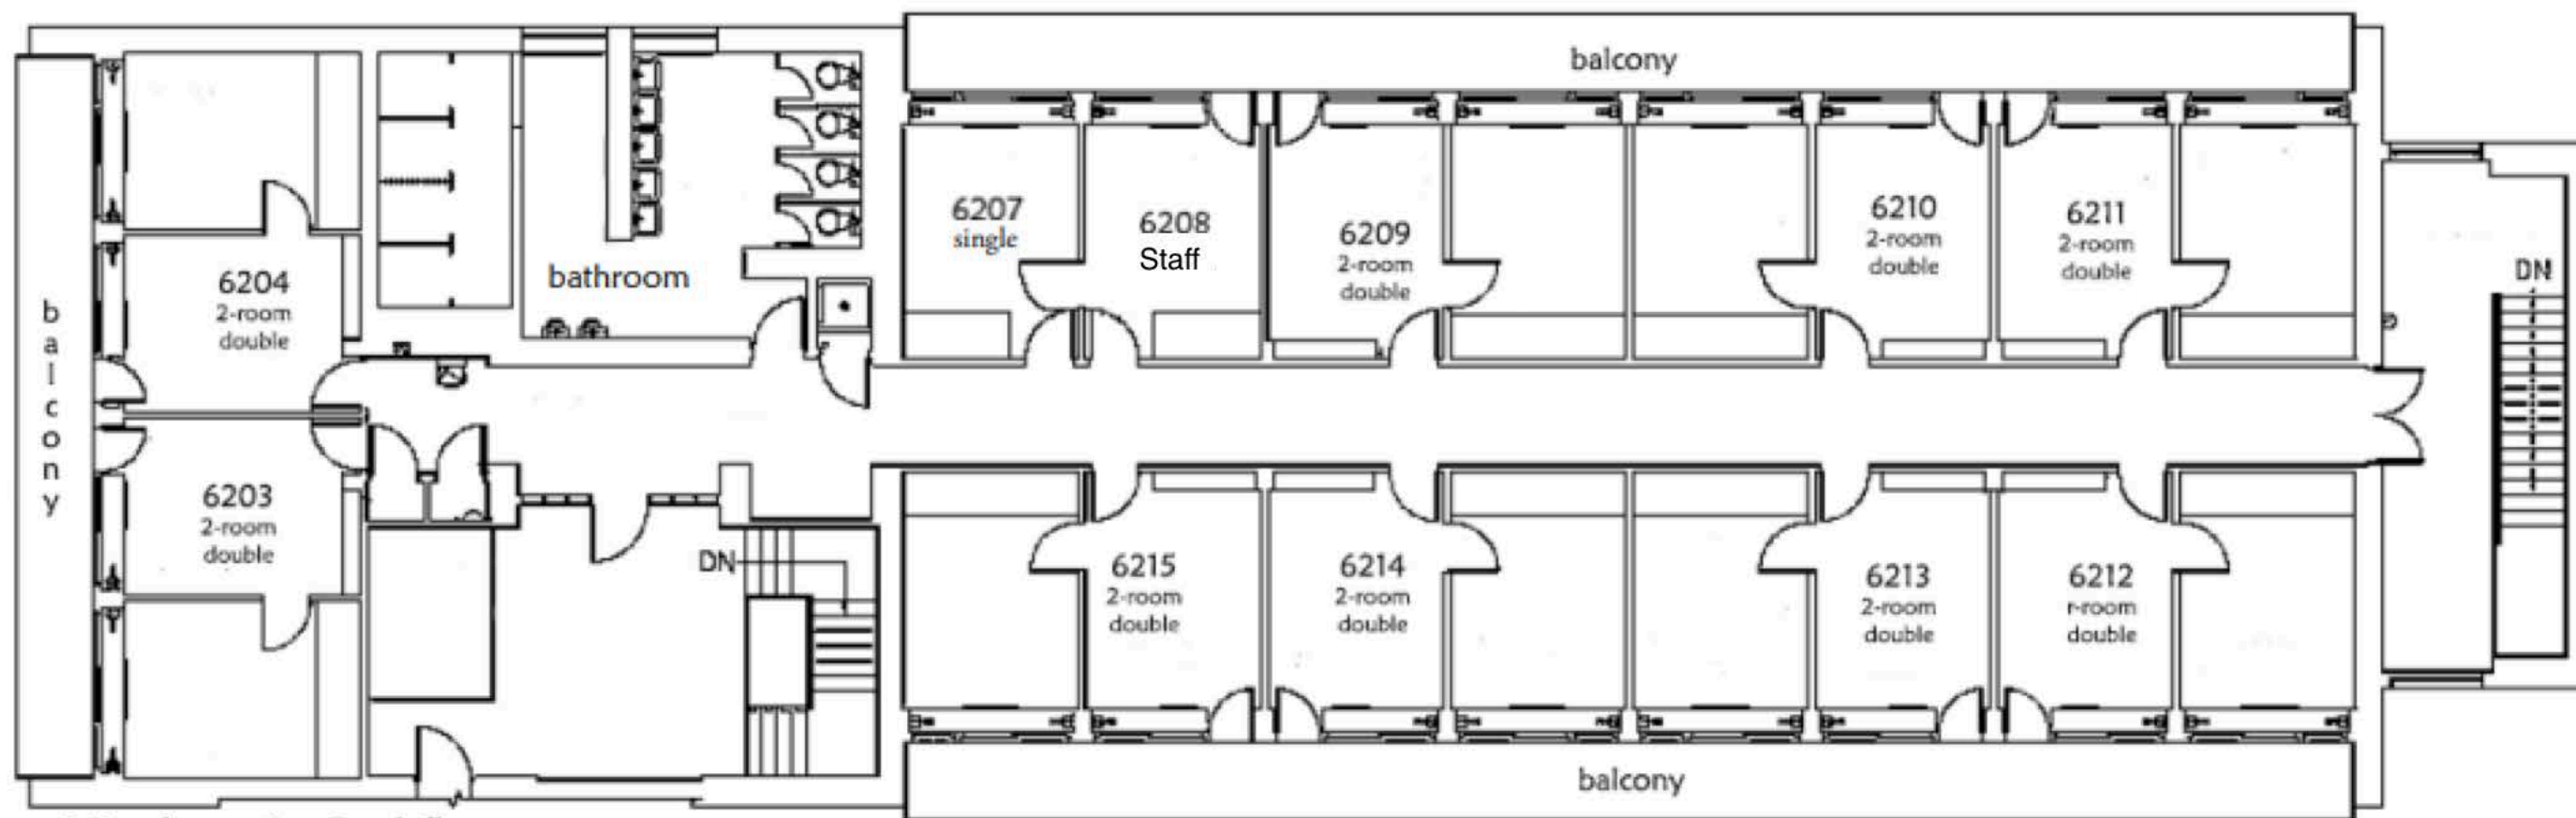 balcony
balcony
bathroom
6204
2-room
double
6203
2-room
double
6207
single
6208
Staff
6209
2-room
double
6210
2-room
double
6211
2-room
double
DN
DN
6215
2-room
double
6214
2-room
double
6213
2-room
double
6212
r-room
double
balcony